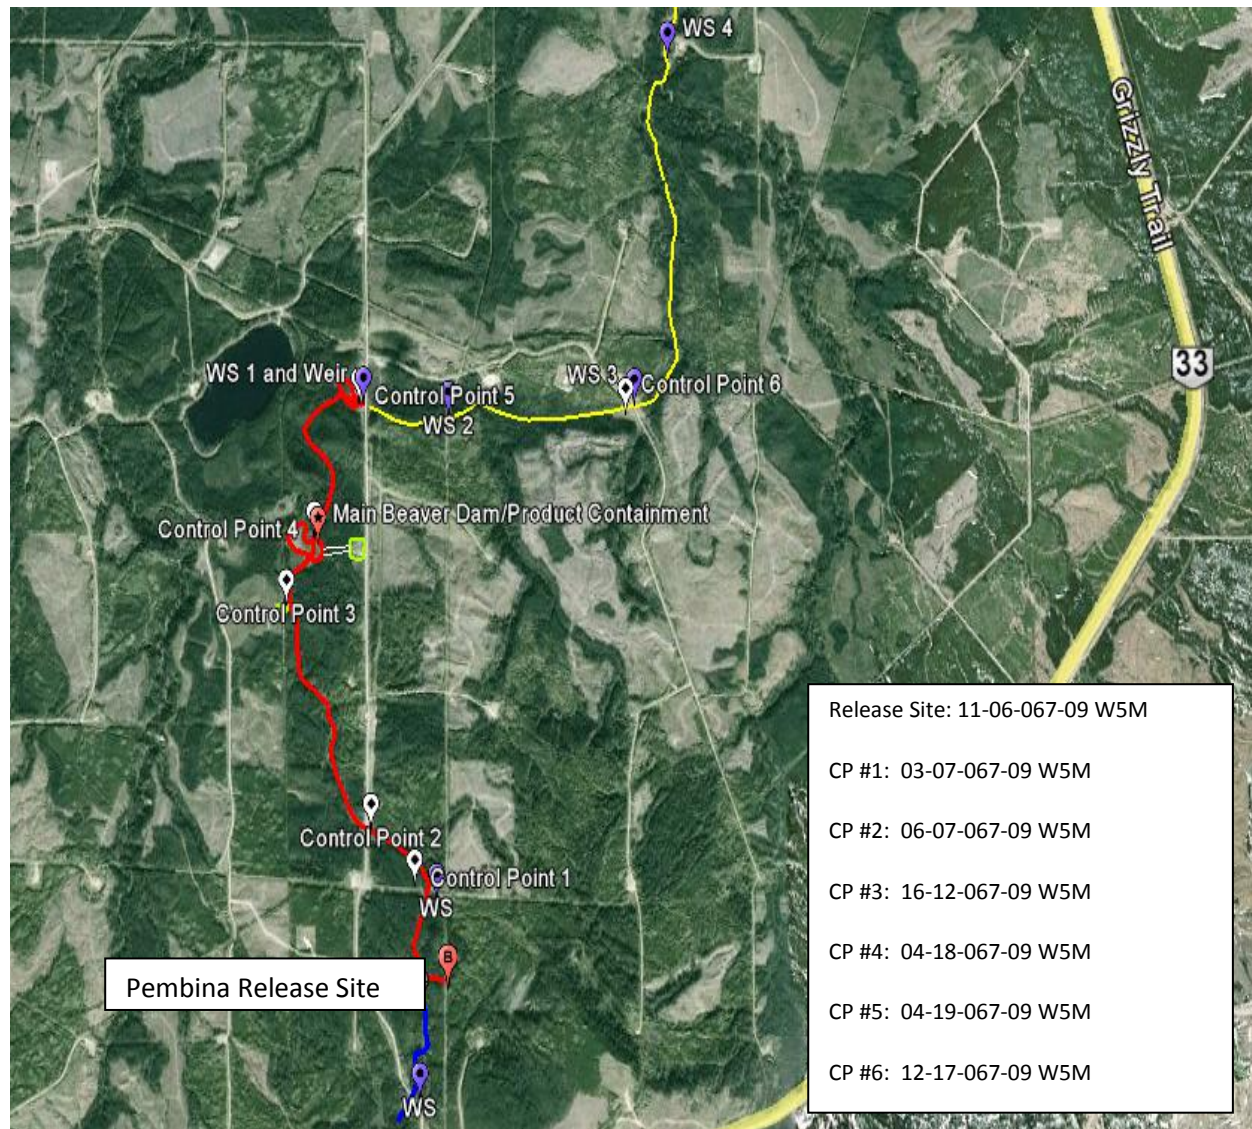 WS 4
Grizzly Trail
33
WS 1 and Weir
WS 3
Control Point 6
Control Point 5
WS 2
Main Beaver Dam/Product Containment
Control Point 4
Control Point 3
Control Point 2
Control Point 1
WS
B
Pembina Release Site
WS
Release Site: 11-06-067-09 W5M
CP #1: 03-07-067-09 W5M
CP #2: 06-07-067-09 W5M
CP #3: 16-12-067-09 W5M
CP #4: 04-18-067-09 W5M
CP #5: 04-19-067-09 W5M
CP #6: 12-17-067-09 W5M